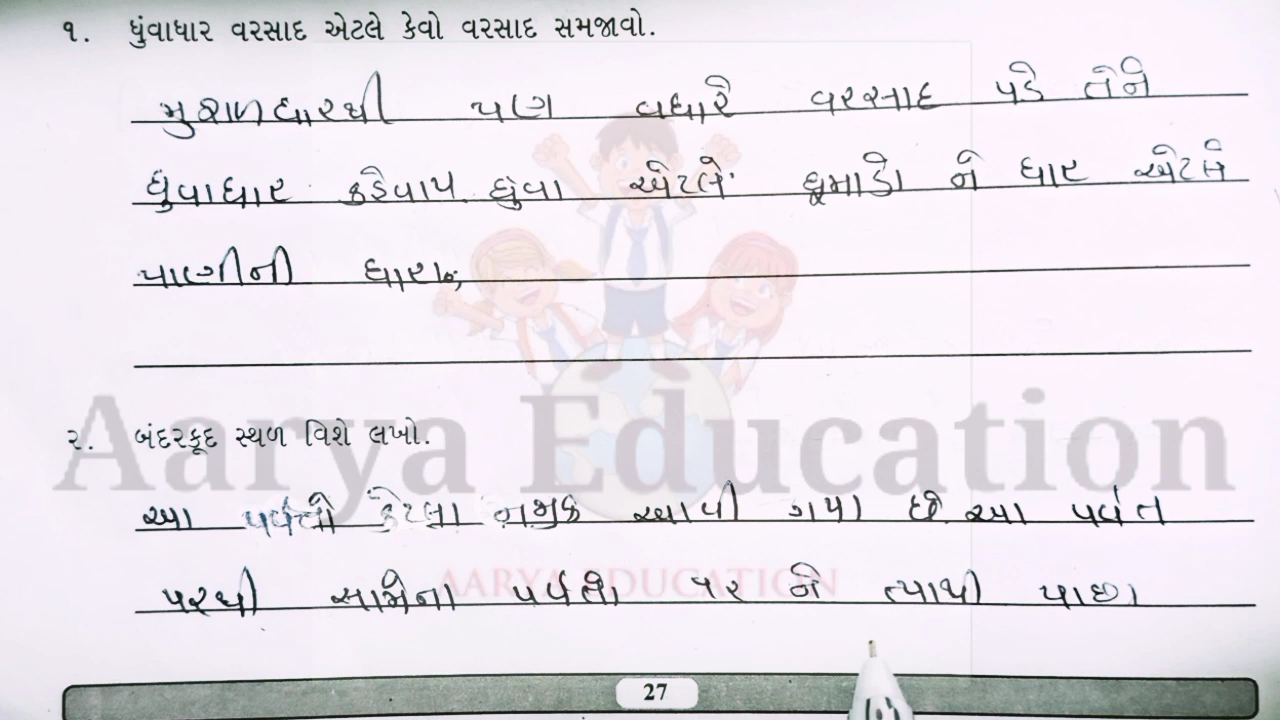 ૧. ધુંવાધાર વરસાદ એટલે કેવો વરસાદ સમજાવો.
મુશળધારથી પણ વધારે વરસાદ પડે તેને
ધુંવાધાર કહેવાય. ધુંવા એટલે ધૂમાડો ને ધાર એટલે
પાણીની ધારા
Aarya Education
૨. બંદરકૂદ સ્થળ વિશે લખો.
આ પર્વતો કેટલા નજીક આવી ગયા છે. આ પર્વત
AARYA EDUCATION
પરથી સામેના પર્વતો પર ને ત્યાથી પાછા
27